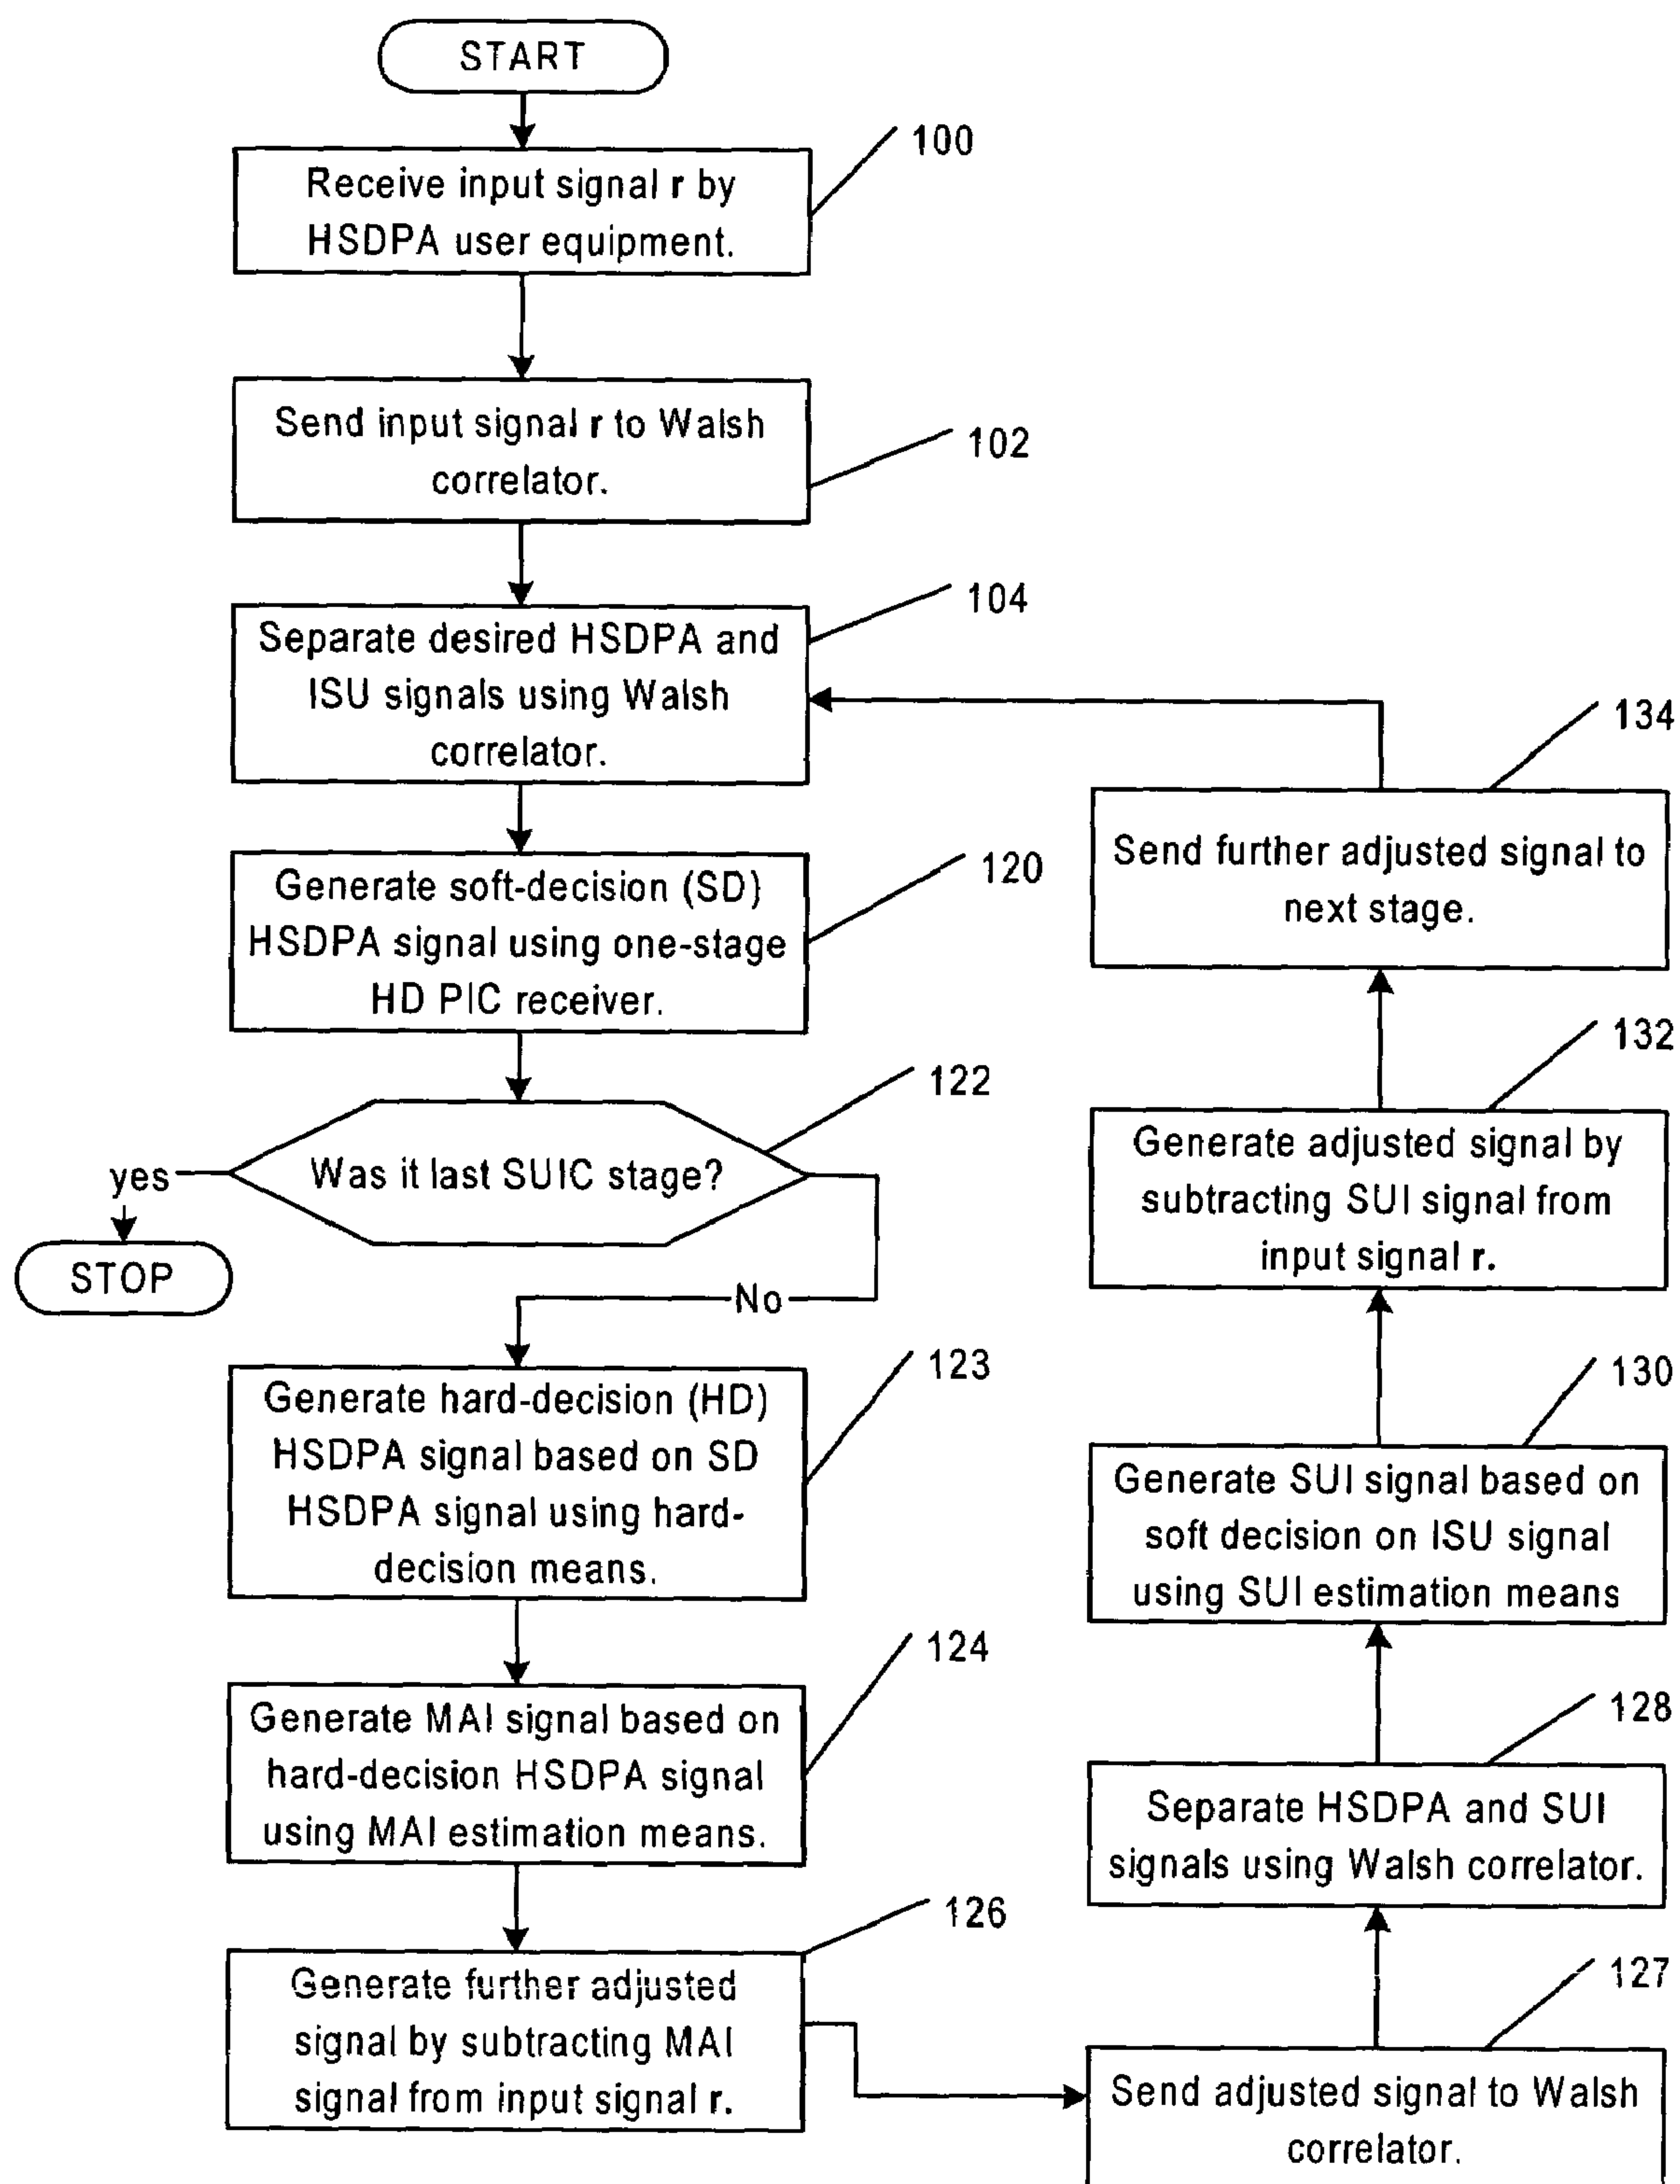 START
100
Receive input signal r by
HSDPA user equipment.
Send input signal r to Walsh
correlator.
102
104
Separate desired HSDPA and
ISU signals using Walsh
correlator.
120
Generate soft-decision (SD)
HSDPA signal using one-stage
HD PIC receiver.
122
Was it last SUIC stage?
yes
STOP
No
123
Generate hard-decision (HD)
HSDPA signal based on SD
HSDPA signal using hard-
decision means.
124
Generate MAI signal based on
hard-decision HSDPA signal
using MAI estimation means.
126
Generate further adjusted
signal by subtracting MAI
signal from input signal r.
127
Send adjusted signal to Walsh
correlator.
128
Separate HSDPA and SUI
signals using Walsh correlator.
130
Generate SUI signal based on
soft decision on ISU signal
using SUI estimation means
132
Generate adjusted signal by
subtracting SUI signal from
input signal r.
134
Send further adjusted signal to
next stage.